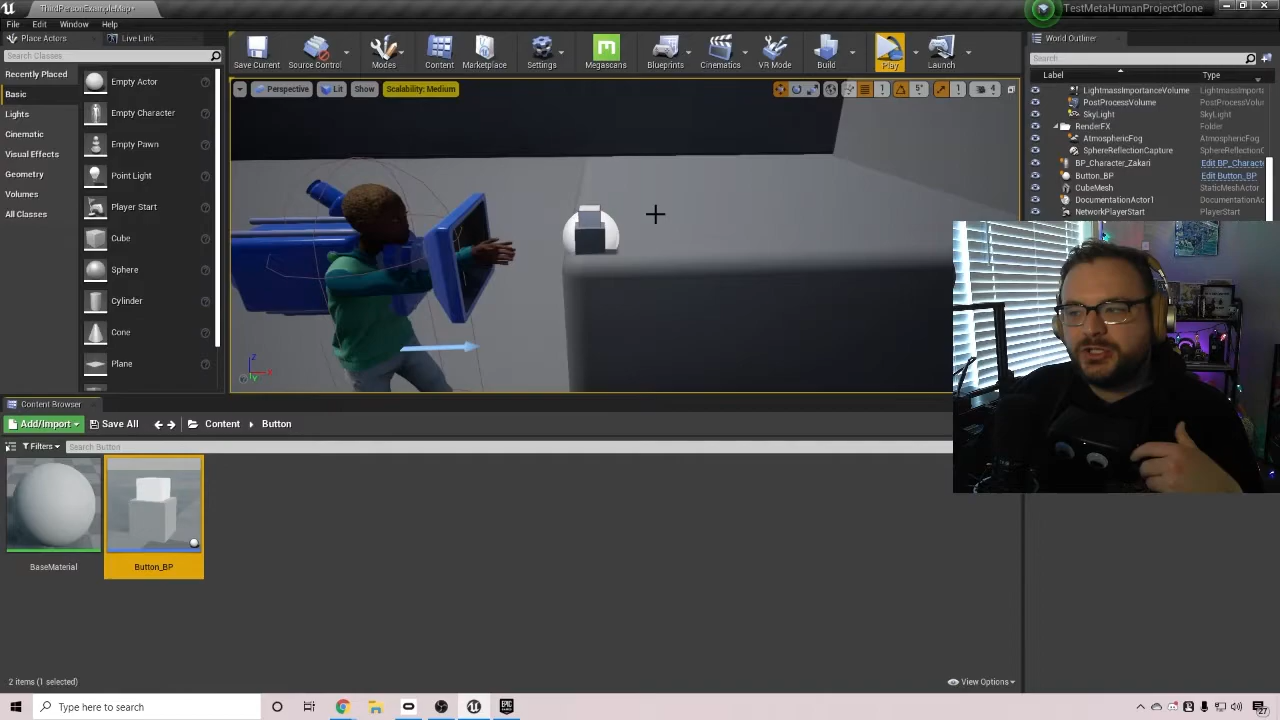 ThirdPersonExampleMap
TestMetaHumanProjectClone
File Edit Window Help
Place Actors Live Link
Search Classes
Recently Placed
Basic
Lights
Cinematic
Visual Effects
Geometry
Volumes
All Classes
Empty Actor
Empty Character
Empty Pawn
Point Light
Player Start
Cube
Sphere
Cylinder
Cone
Plane
Save Current Source Control Modes Content Marketplace Settings Megascans Blueprints Cinematics VR Mode Build Play Launch
Perspective Lit Show Scalability: Medium
5° 1 4
World Outliner
Search...
Label Type
LightmassImportanceVolume LightmassImporta
PostProcessVolume PostProcessVolu
SkyLight SkyLight
RenderFX Folder
AtmosphericFog AtmosphericFog
SphereReflectionCapture SphereReflectionC
BP_Character_Zakari Edit BP_Characte
Button_BP Edit Button_BP
CubeMesh StaticMeshActor
DocumentationActor1 DocumentationAc
NetworkPlayerStart PlayerStart
Content Browser
Add/Import Save All Content Button
Filters Search Button
BaseMaterial
Button_BP
2 items (1 selected)
View Options
Type here to search